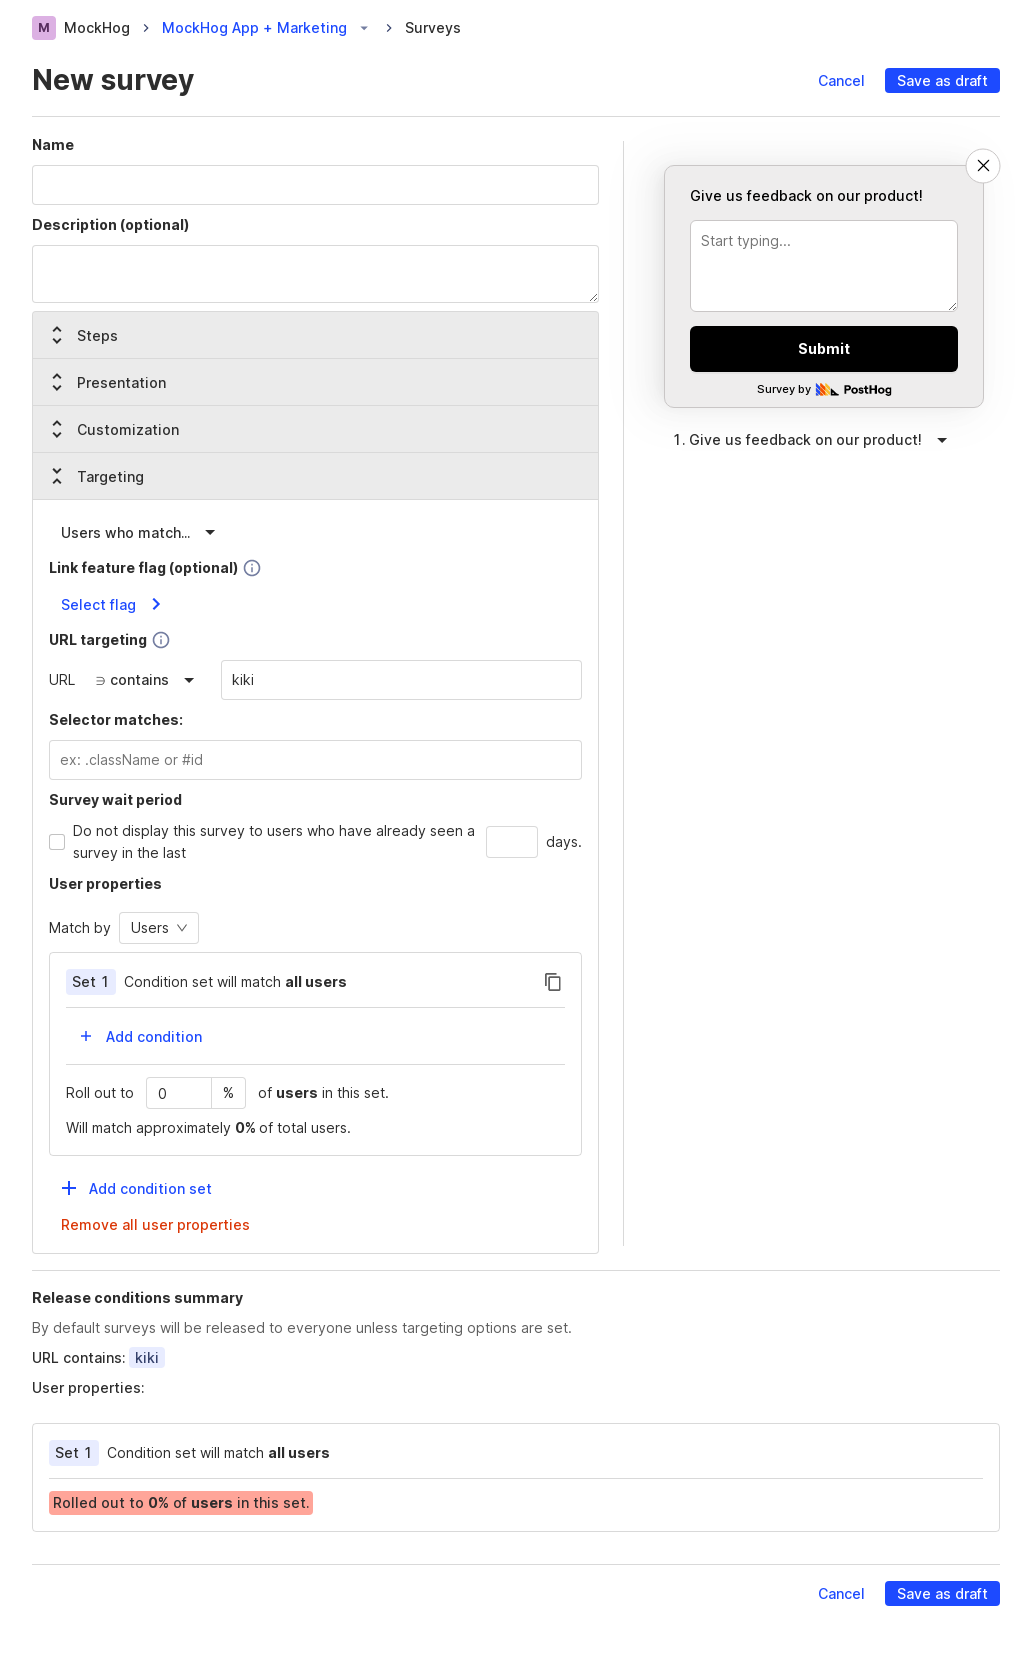 M MockHog > MockHog App + Marketing > Surveys
New survey
Cancel Save as draft
Name
Description (optional)
Steps
Presentation
Customization
Targeting
Users who match...
Link feature flag (optional)
Select flag
URL targeting
URL ∋ contains kiki
Selector matches:
ex: .className or #id
Survey wait period
Do not display this survey to users who have already seen a
survey in the last days.
User properties
Match by Users
Set 1 Condition set will match all users
Add condition
Roll out to 0 % of users in this set.
Will match approximately 0% of total users.
Add condition set
Remove all user properties
Give us feedback on our product!
Start typing...
Submit
Survey by PostHog
1. Give us feedback on our product!
Release conditions summary
By default surveys will be released to everyone unless targeting options are set.
URL contains: kiki
User properties:
Set 1 Condition set will match all users
Rolled out to 0% of users in this set.
Cancel Save as draft